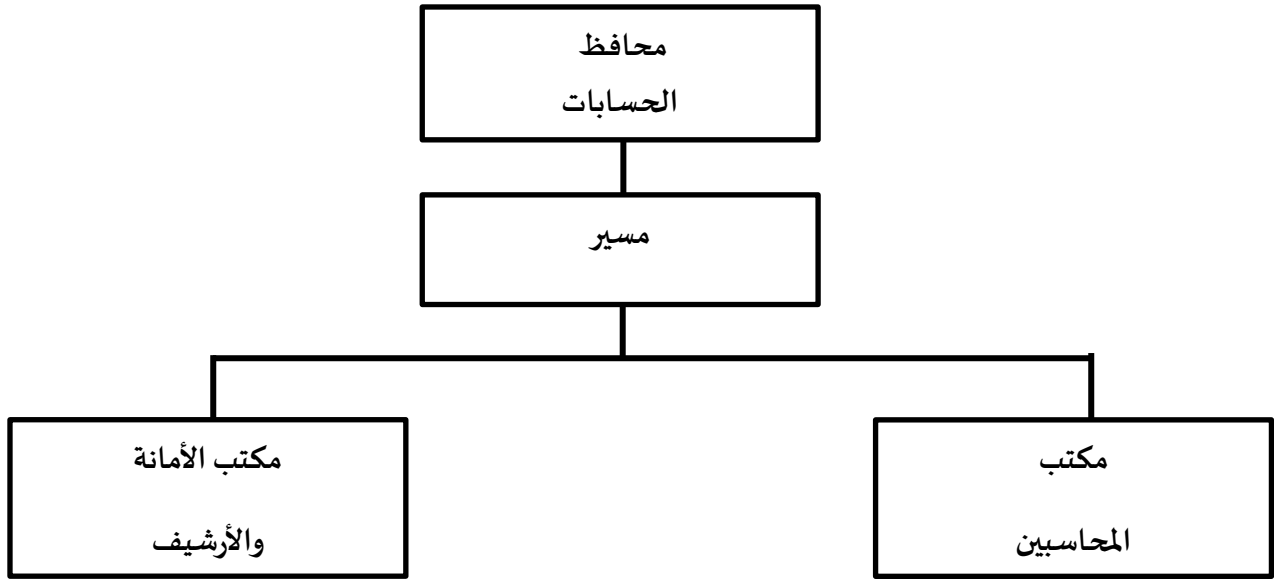 محافظ
الحسابات
مسير
مكتب
المحاسبين
مكتب الأمانة
والأرشيف